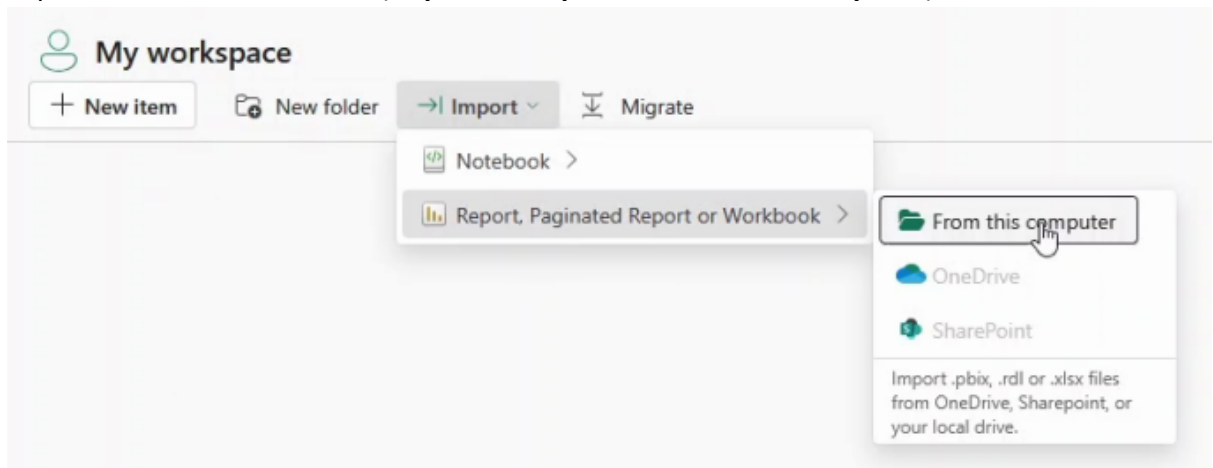 My workspace
+ New item New folder Import Migrate
Notebook
Report, Paginated Report or Workbook
From this computer
OneDrive
SharePoint
Import .pbix, .rdl or .xlsx files
from OneDrive, Sharepoint, or
your local drive.